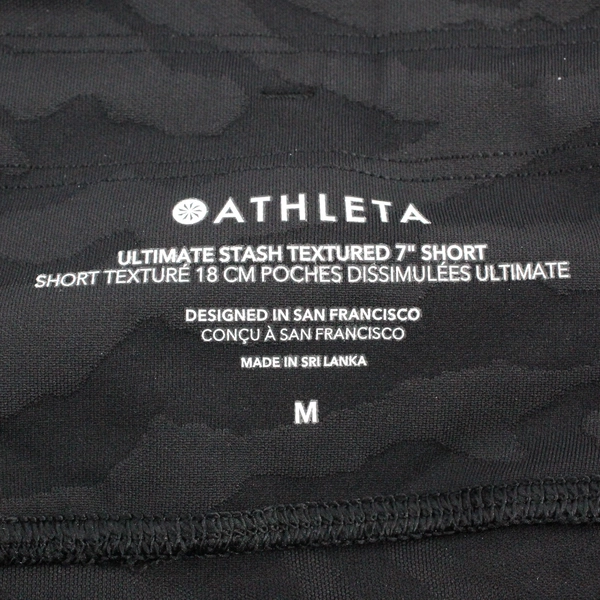 ATHLETA
ULTIMATE STASH TEXTURED 7" SHORT
SHORT TEXTURÉ 18 CM POCHES DISSIMULÉES ULTIMATE
DESIGNED IN SAN FRANCISCO
CONÇU À SAN FRANCISCO
MADE IN SRI LANKA
M